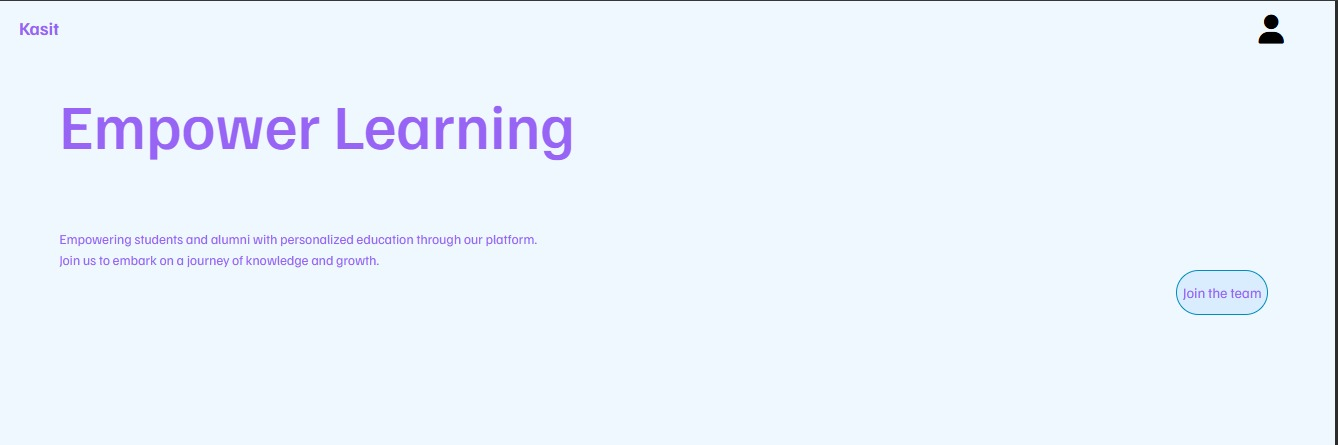 Kasit
Empower Learning
Empowering students and alumni with personalized education through our platform.
Join us to embark on a journey of knowledge and growth.
Join the team